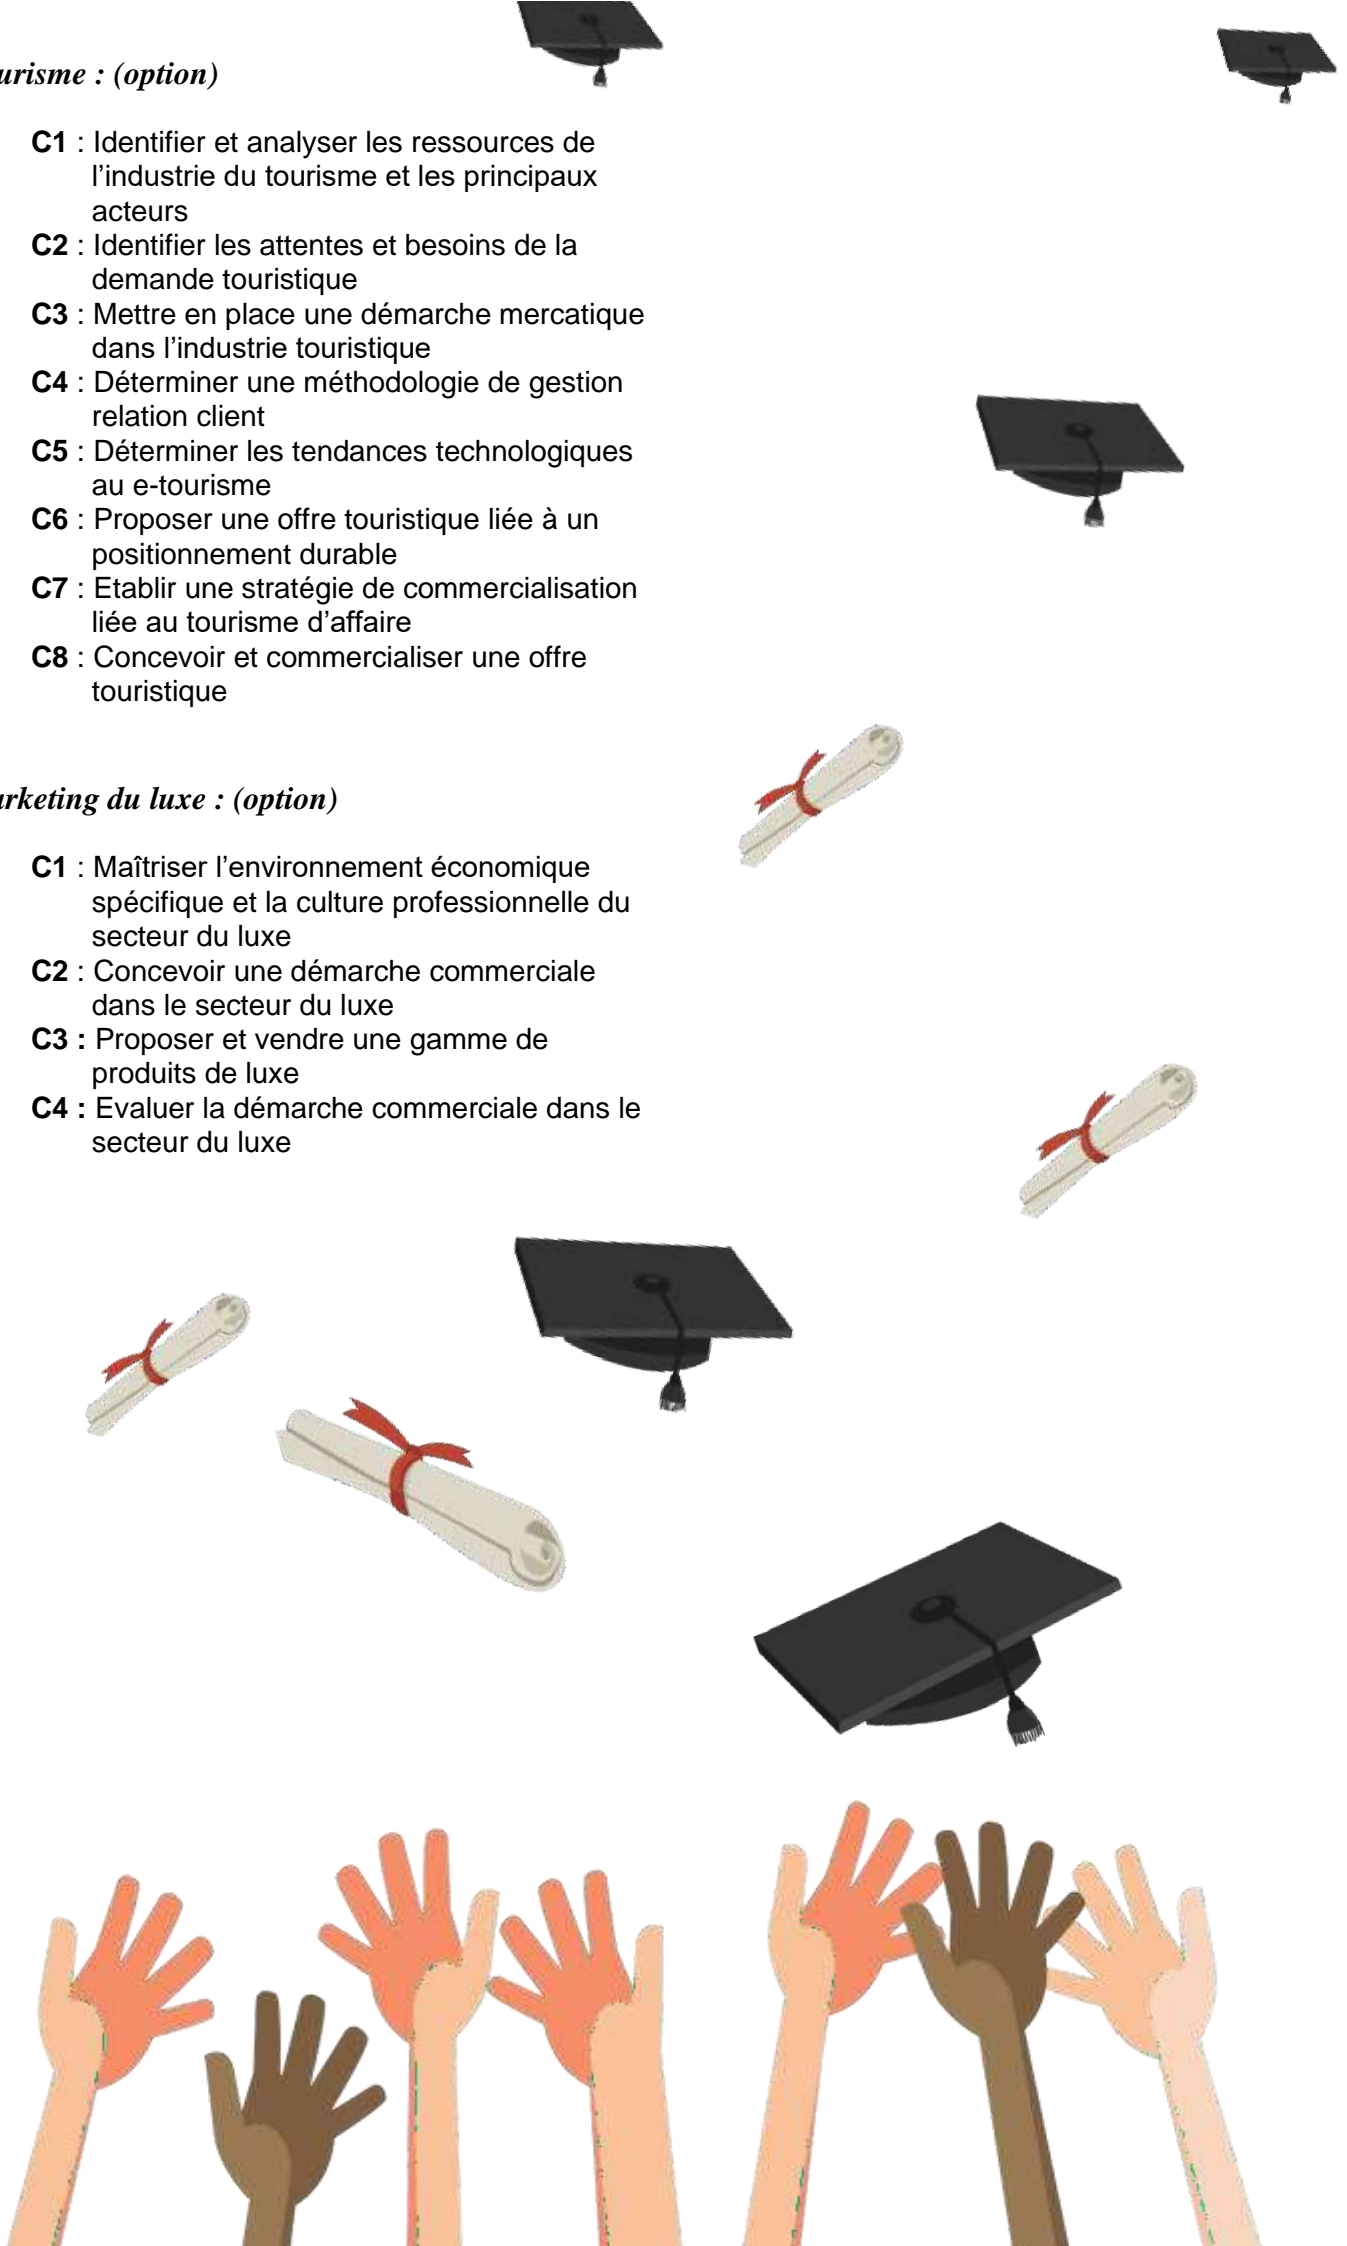 urisme : (option)
C1 : Identifier et analyser les ressources de
l’industrie du tourisme et les principaux
acteurs
C2 : Identifier les attentes et besoins de la
demande touristique
C3 : Mettre en place une démarche mercatique
dans l’industrie touristique
C4 : Déterminer une méthodologie de gestion
relation client
C5 : Déterminer les tendances technologiques
au e-tourisme
C6 : Proposer une offre touristique liée à un
positionnement durable
C7 : Etablir une stratégie de commercialisation
liée au tourisme d’affaire
C8 : Concevoir et commercialiser une offre
touristique
rketing du luxe : (option)
C1 : Maîtriser l’environnement économique
spécifique et la culture professionnelle du
secteur du luxe
C2 : Concevoir une démarche commerciale
dans le secteur du luxe
C3 : Proposer et vendre une gamme de
produits de luxe
C4 : Evaluer la démarche commerciale dans le
secteur du luxe